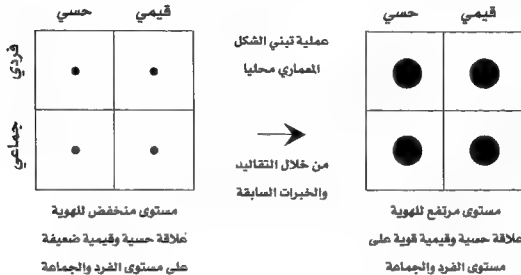 قيمي حسي
فردي
جماعي
مستوى منخفض للهوية
علاقة حسية وقيمية ضعيفة
على مستوى الفرد والجماعة
عملية تبني الشكل
المعماري محليا
من خلال التقاليد
والخبرات السابقة
قيمي حسي
مستوى مرتفع للهوية
علاقة حسية وقيمية قوية على
مستوى الفرد والجماعة